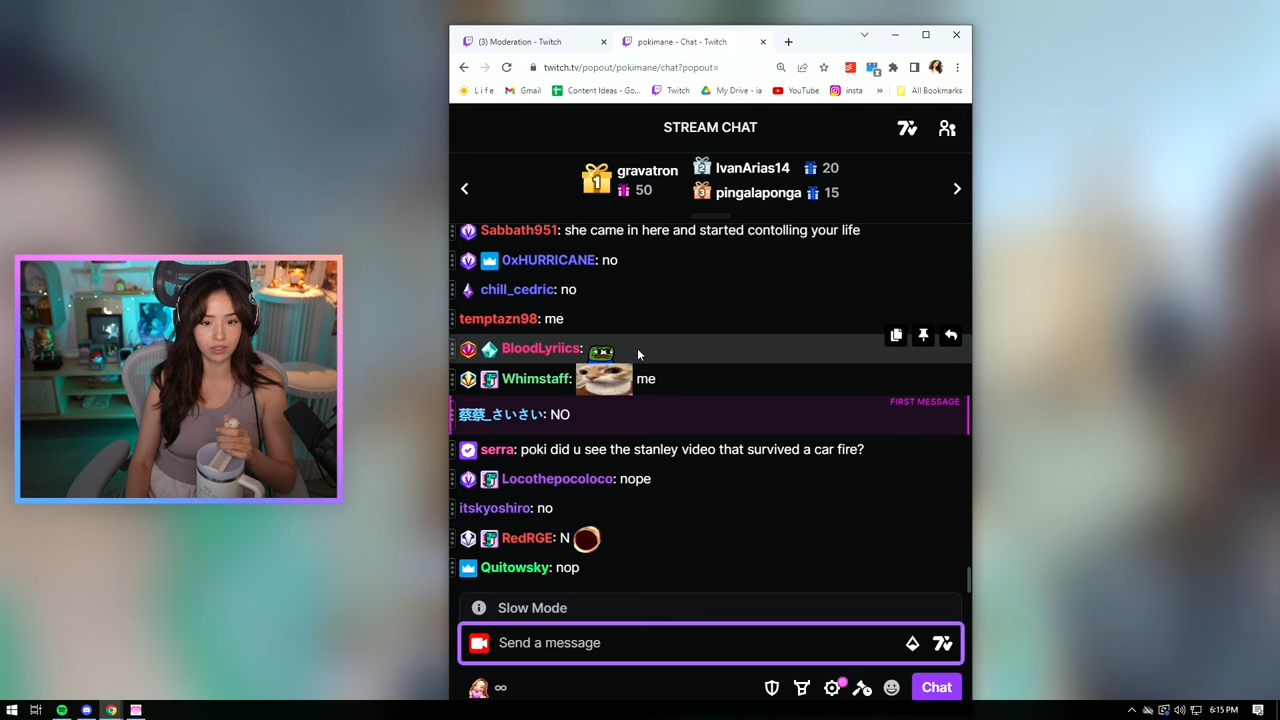 (3) Moderation - Twitch
pokimane - Chat - Twitch
twitch.tv/popout/pokimane/chat?popout=
L i f e
Gmail
Content Ideas - Go...
Twitch
My Drive - ia
YouTube
insta
»
All Bookmarks
STREAM CHAT
1
gravatron
50
2
IvanArias14
20
3
pingalaponga
15
Sabbath951: she came in here and started contolling your life
0xHURRICANE: no
chill_cedric: no
temptazn98: me
BloodLyriics:
Whimstaff: me
FIRST MESSAGE
蔡蔡_さいさい: NO
serra: poki did u see the stanley video that survived a car fire?
Locothepocoloco: nope
itskyoshiro: no
RedRGE: N
Quitowsky: nop
Slow Mode
Send a message
∞
Chat
6:15 PM